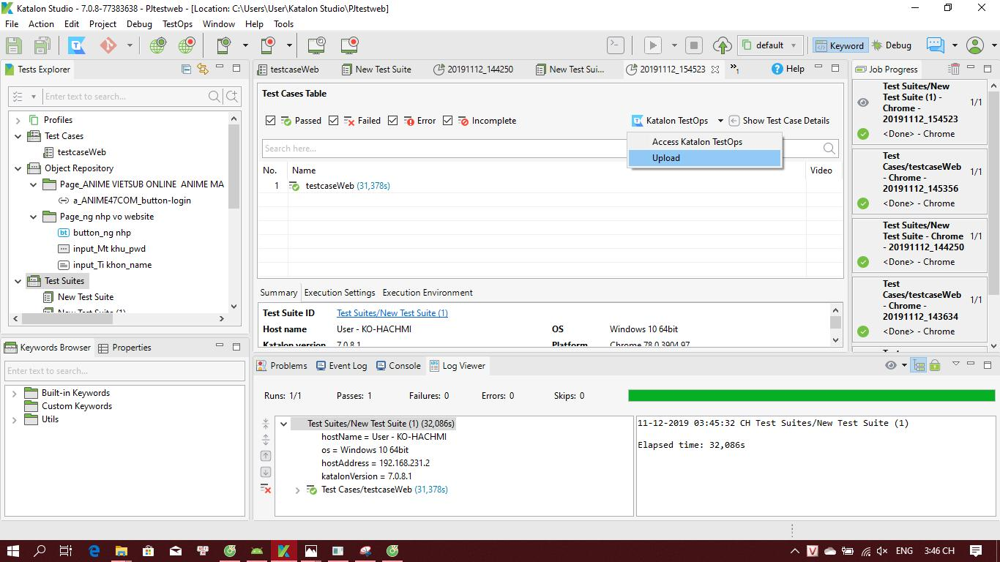 Katalon Studio - 7.0.8-77383638 - PJtestweb - [Location: C:\Users\User\Katalon Studio\PJtestweb]
File Action Edit Project Debug TestOps Window Help Tools
default
Keyword
Debug
Tests Explorer
Enter text to search...
Profiles
Test Cases
testcaseWeb
Object Repository
Page_ANIME VIETSUB ONLINE ANIME MA
a_ANIME47COM_button-login
Page_ng nhp vo website
bt button_ng nhp
input_Mt khu_pwd
input_Ti khon_name
Test Suites
New Test Suite
New Test Suite (1)
Keywords Browser
Properties
Enter text to search...
Built-in Keywords
Custom Keywords
Utils
testcaseWeb
New Test Suite
20191112_144250
New Test Sui...
20191112_154523
»1
Help
Test Cases Table
Passed
Failed
Error
Incomplete
Katalon TestOps
Show Test Case Details
Access Katalon TestOps
Upload
Search here...
No. Name Video
1 testcaseWeb (31,378s)
Summary Execution Settings Execution Environment
Test Suite ID Test Suites/New Test Suite (1)
Host name User - KO-HACHMI OS Windows 10 64bit
Katalon version 7.0.8.1 Platform Chrome 78.0.3904.97
Problems
Event Log
Console
Log Viewer
Runs: 1/1 Passes: 1 Failures: 0 Errors: 0 Skips: 0
Test Suites/New Test Suite (1) (32,086s)
hostName = User - KO-HACHMI
os = Windows 10 64bit
hostAddress = 192.168.231.2
katalonVersion = 7.0.8.1
Test Cases/testcaseWeb (31,378s)
11-12-2019 03:45:32 CH Test Suites/New Test Suite (1)
Elapsed time: 32,086s
Job Progress
Test Suites/New
Test Suite (1) - 1/1
Chrome -
20191112_154523
<Done> - Chrome
Test
Cases/testcaseWeb 1/1
- Chrome -
20191112_145356
<Done> - Chrome
Test Suites/New
Test Suite - Chrome 1/1
- 20191112_144250
<Done> - Chrome
Test
Cases/testcaseWeb 1/1
- Chrome -
20191112_143634
<Done> - Chrome
ENG
3:46 CH